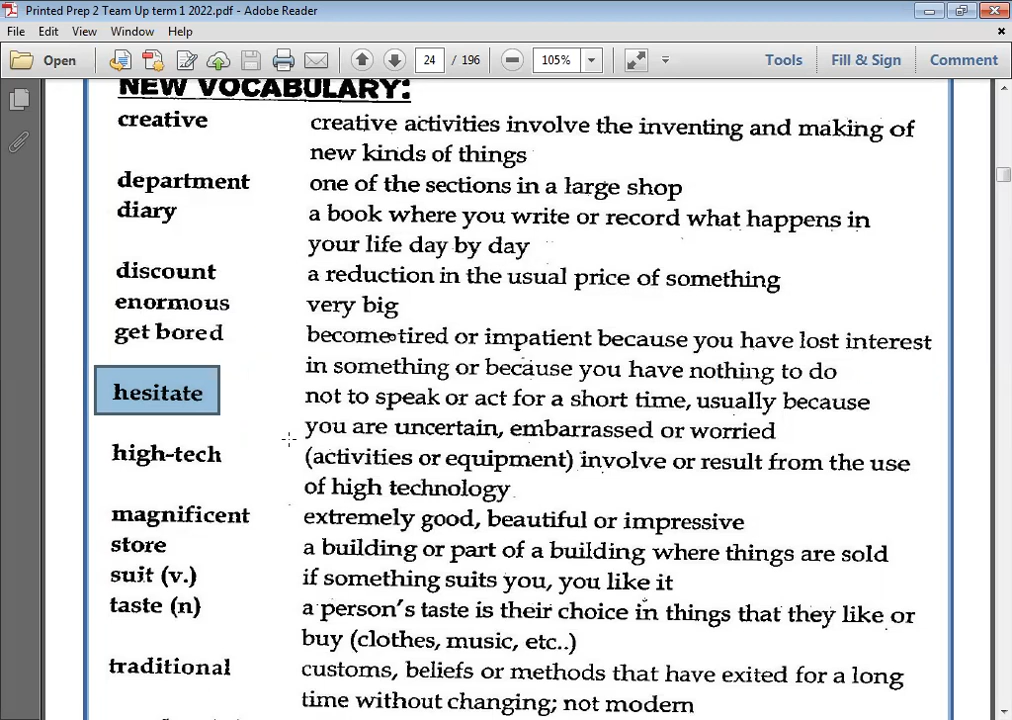 Printed Prep 2 Team Up term 1 2022.pdf - Adobe Reader
File Edit View Window Help
Open 24 / 196 105% Tools Fill & Sign Comment
NEW VOCABULARY:
creative creative activities involve the inventing and making of
new kinds of things
department one of the sections in a large shop
diary a book where you write or record what happens in
your life day by day
discount a reduction in the usual price of something
enormous very big
get bored become tired or impatient because you have lost interest
in something or because you have nothing to do
hesitate not to speak or act for a short time, usually because
you are uncertain, embarrassed or worried
high-tech (activities or equipment) involve or result from the use
of high technology
magnificent extremely good, beautiful or impressive
store a building or part of a building where things are sold
suit (v.) if something suits you, you like it
taste (n) a person's taste is their choice in things that they like or
buy (clothes, music, etc..)
traditional customs, beliefs or methods that have exited for a long
time without changing; not modern